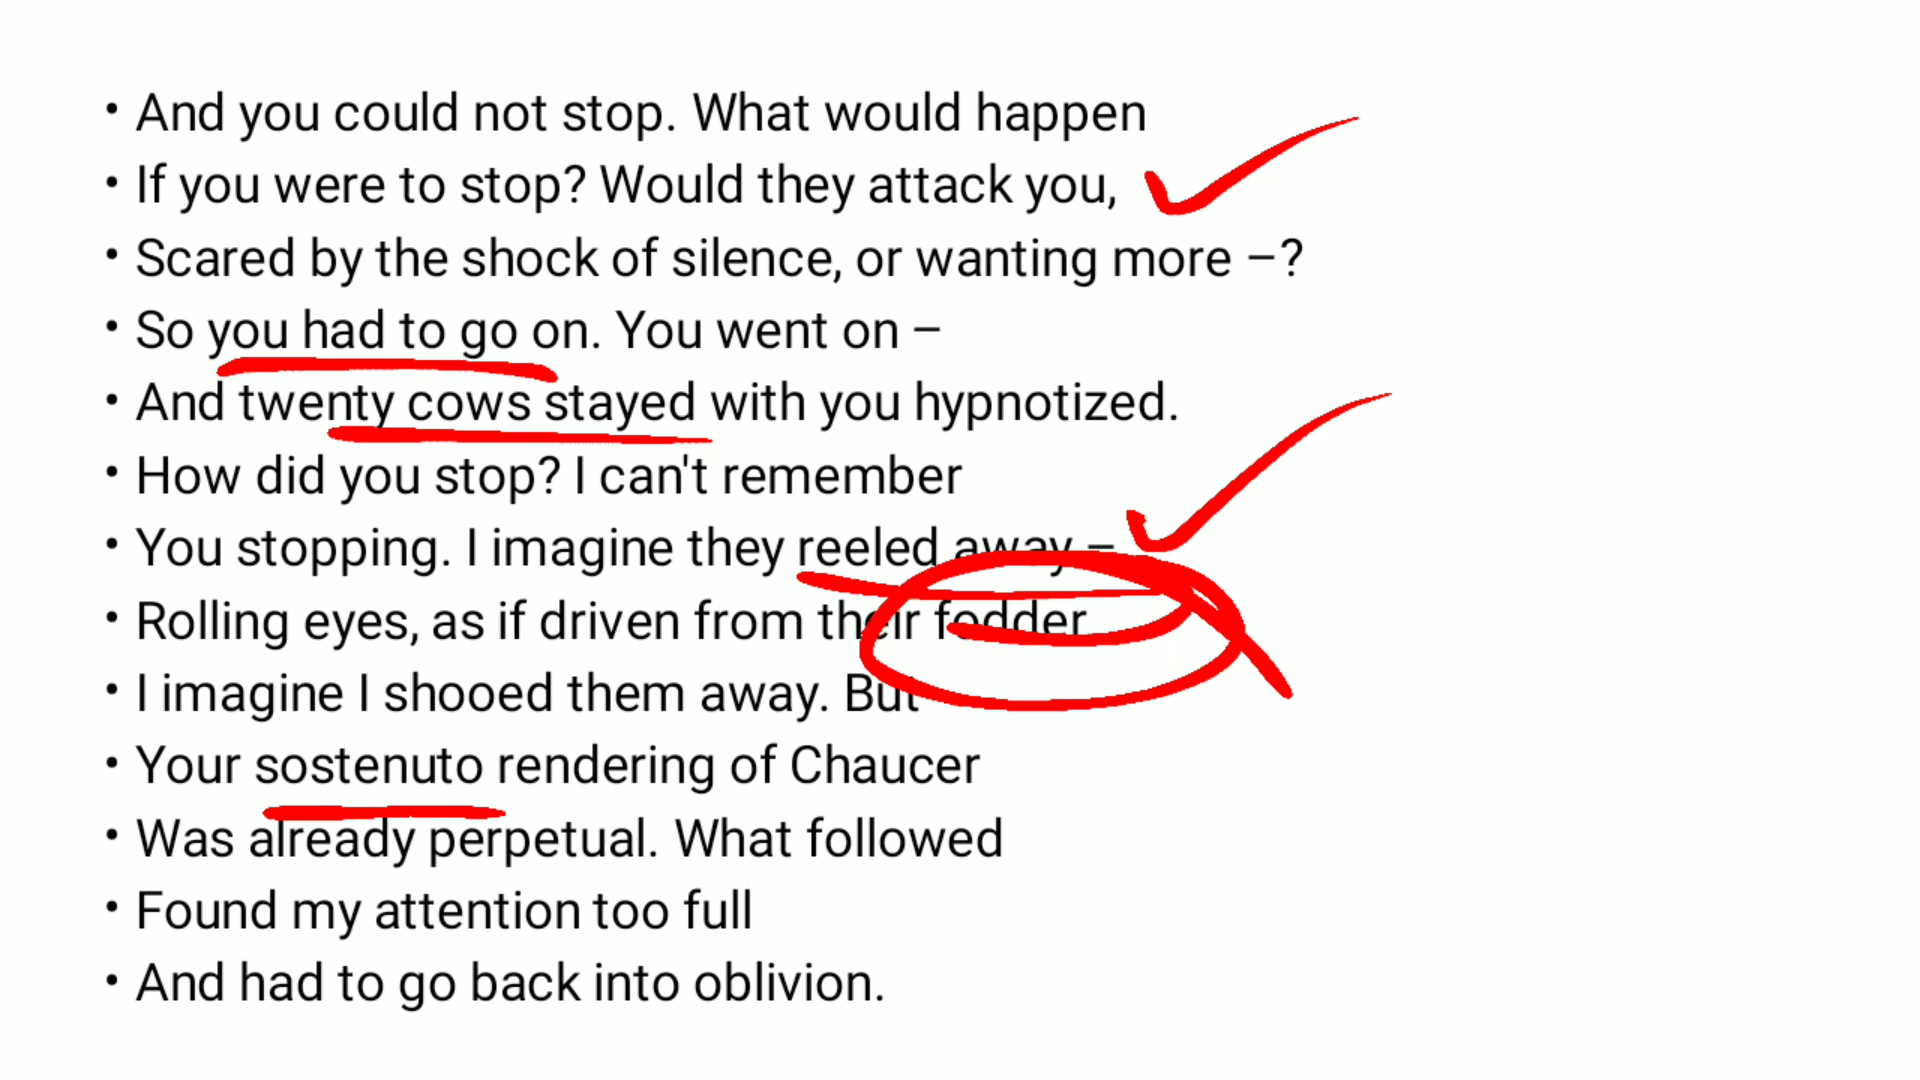 • And you could not stop. What would happen
• If you were to stop? Would they attack you,
• Scared by the shock of silence, or wanting more –?
• So you had to go on. You went on –
• And twenty cows stayed with you hypnotized.
• How did you stop? I can't remember
• You stopping. I imagine they reeled away –
• Rolling eyes, as if driven from their fodder
• I imagine I shooed them away. But
• Your sostenuto rendering of Chaucer
• Was already perpetual. What followed
• Found my attention too full
• And had to go back into oblivion.